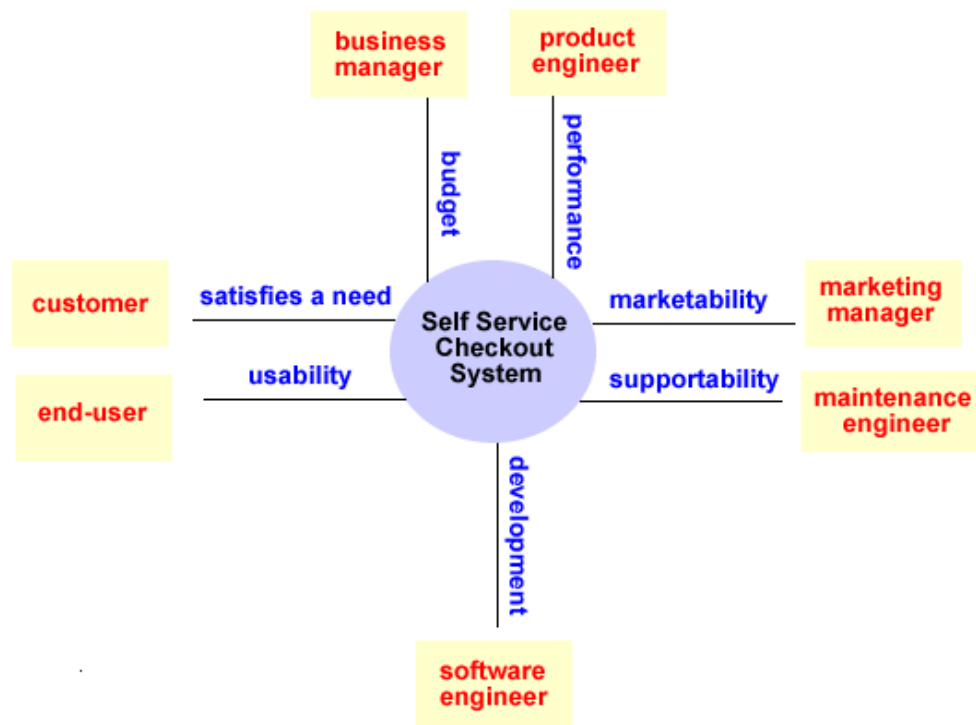 business
manager
product
engineer
budget
performance
customer
satisfies a need
Self Service
Checkout
System
marketability
marketing
manager
end-user
usability
supportability
maintenance
engineer
development
software
engineer